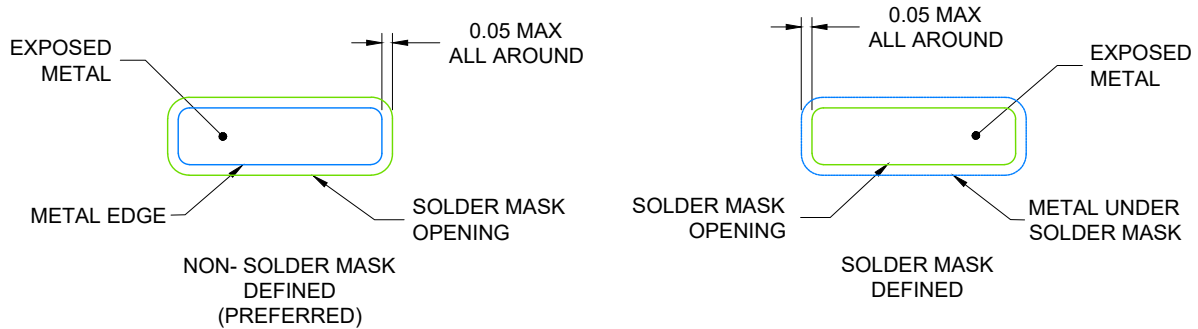 EXPOSED
METAL
0.05 MAX
ALL AROUND
METAL EDGE
SOLDER MASK
OPENING
NON- SOLDER MASK
DEFINED
(PREFERRED)
0.05 MAX
ALL AROUND
EXPOSED
METAL
SOLDER MASK
OPENING
METAL UNDER
SOLDER MASK
SOLDER MASK
DEFINED